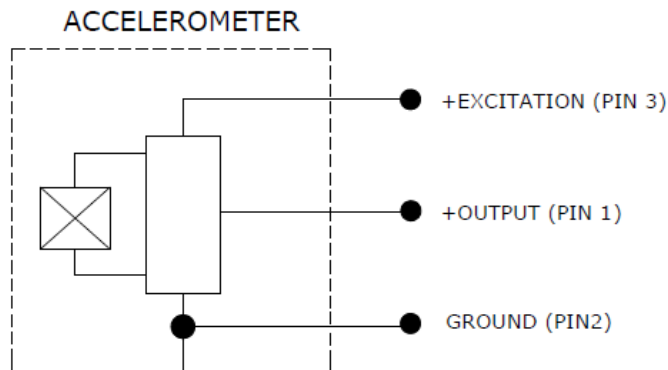 ACCELEROMETER
+EXCITATION (PIN 3)
+OUTPUT (PIN 1)
GROUND (PIN2)